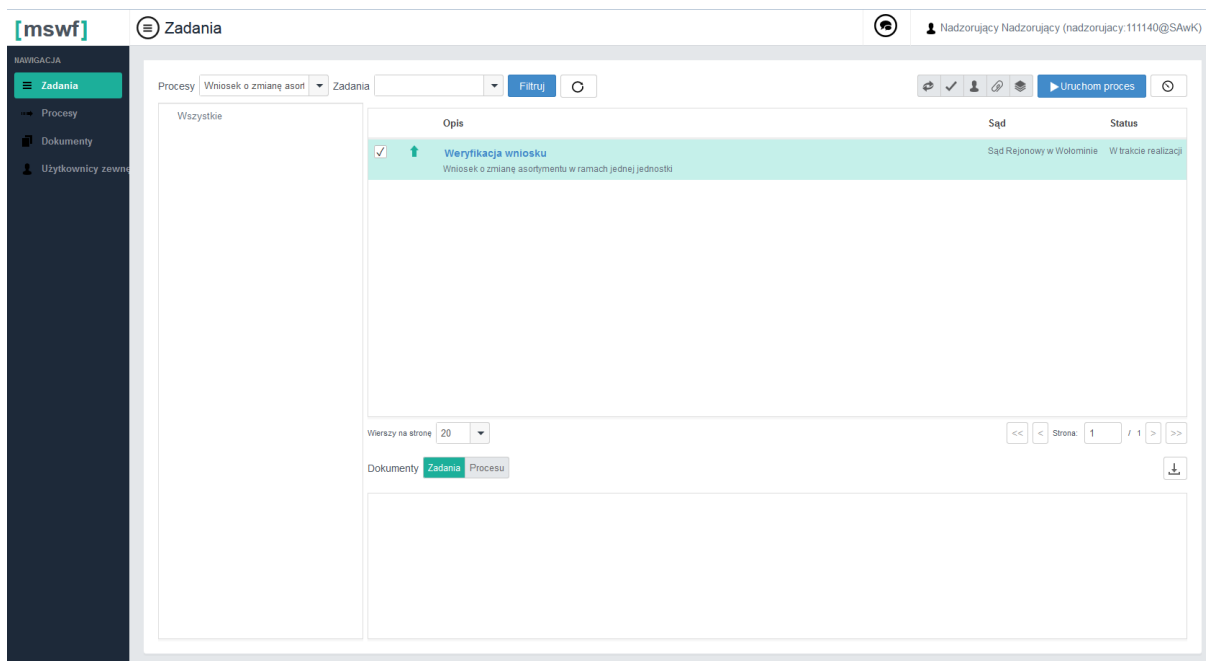 [mswf]
Zadania
Nadzorujący Nadzorujący (nadzorujacy:111140@SAwK)
NAWIGACJA
Zadania
Procesy
Dokumenty
Użytkownicy zewnę
Procesy Wniosek o zmianę asort Zadania Filtruj Uruchom proces
Wszystkie
Opis Sąd Status
Weryfikacja wniosku Sąd Rejonowy w Wołominie W trakcie realizacji
Wniosek o zmianę asortymentu w ramach jednej jednostki
Wierszy na stronę 20 << < Strona: 1 / 1 > >>
Dokumenty Zadania Procesu